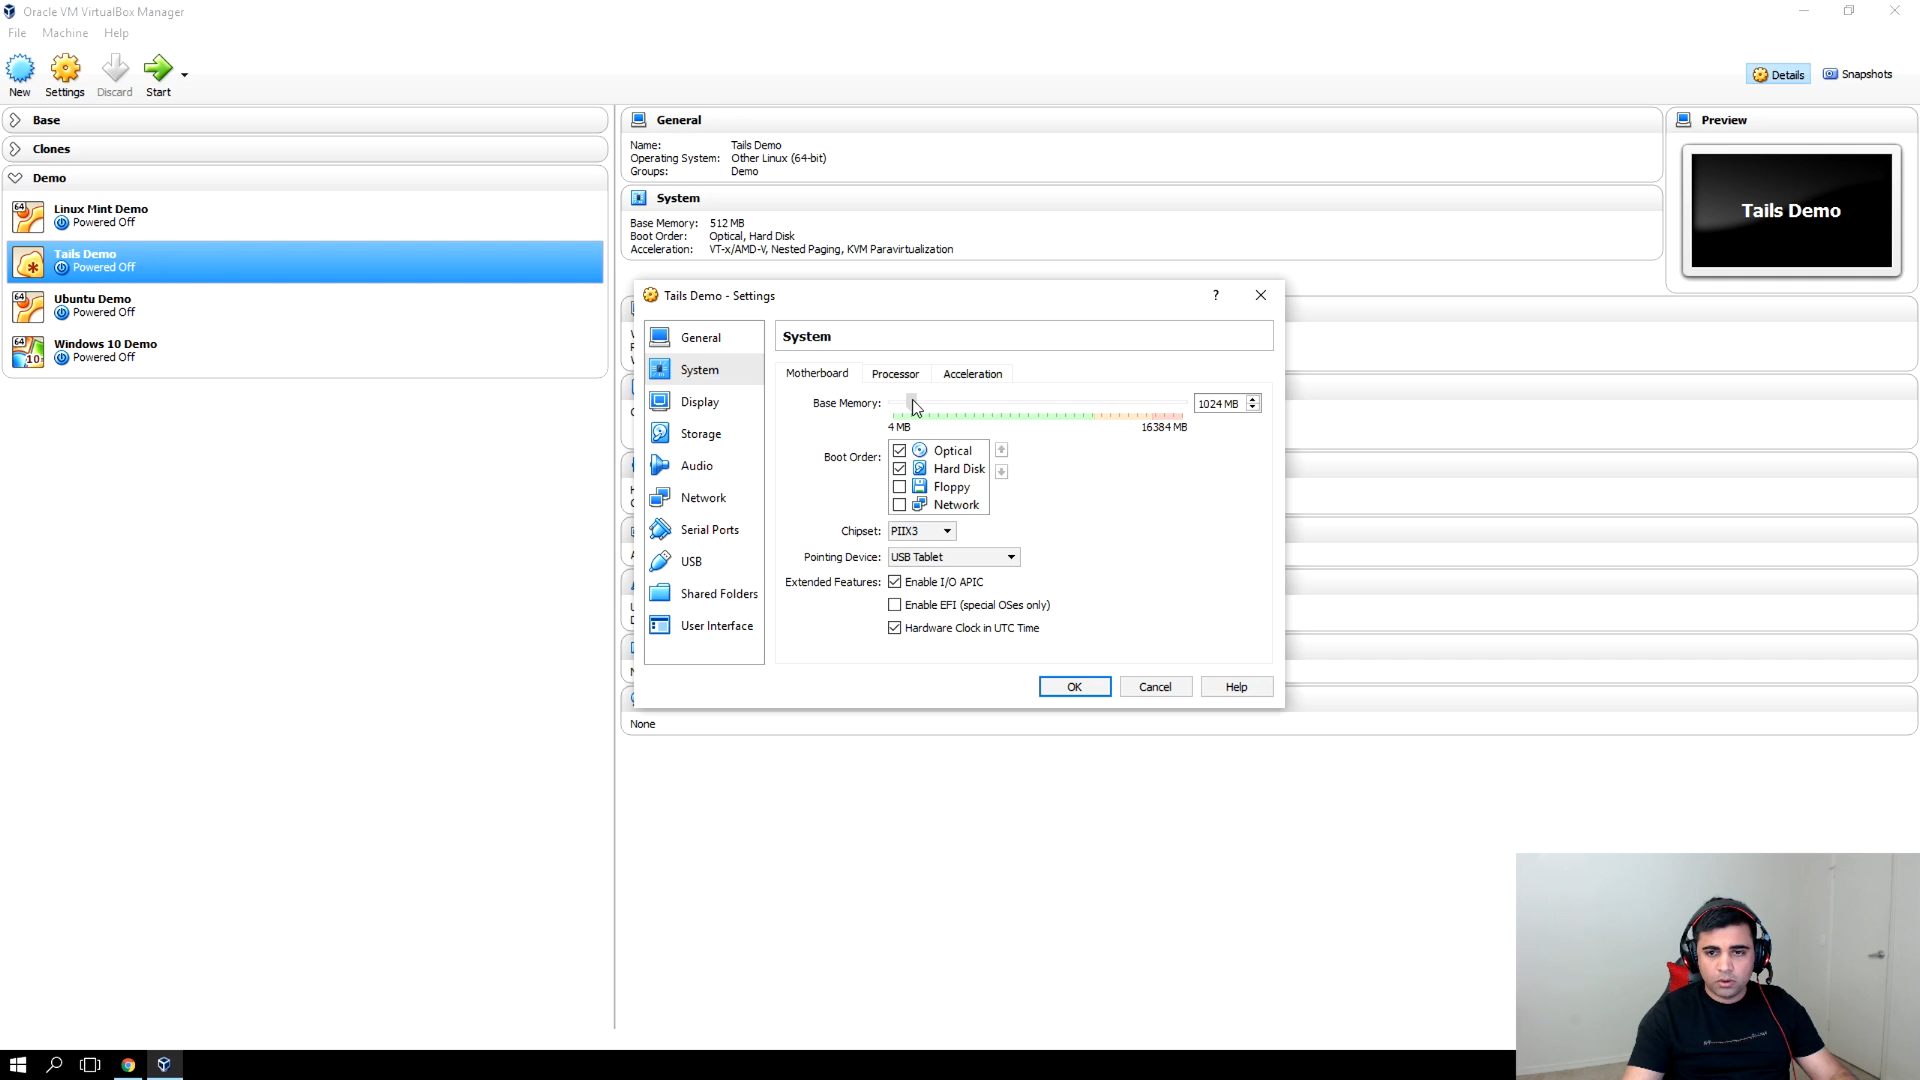 Oracle VM VirtualBox Manager
File Machine Help
New Settings Discard Start
Details Snapshots
Base
Clones
Demo
64 Linux Mint Demo
Powered Off
Tails Demo
Powered Off
64 Ubuntu Demo
Powered Off
64 10 Windows 10 Demo
Powered Off
General
Name: Tails Demo
Operating System: Other Linux (64-bit)
Groups: Demo
System
Base Memory: 512 MB
Boot Order: Optical, Hard Disk
Acceleration: VT-x/AMD-V, Nested Paging, KVM Paravirtualization
Preview
Tails Demo
Tails Demo - Settings
?
General
System
Display
Storage
Audio
Network
Serial Ports
USB
Shared Folders
User Interface
System
Motherboard Processor Acceleration
Base Memory: 1024 MB
4 MB 16384 MB
Boot Order: Optical
Hard Disk
Floppy
Network
Chipset: PIIX3
Pointing Device: USB Tablet
Extended Features: Enable I/O APIC
Enable EFI (special OSes only)
Hardware Clock in UTC Time
OK Cancel Help
None